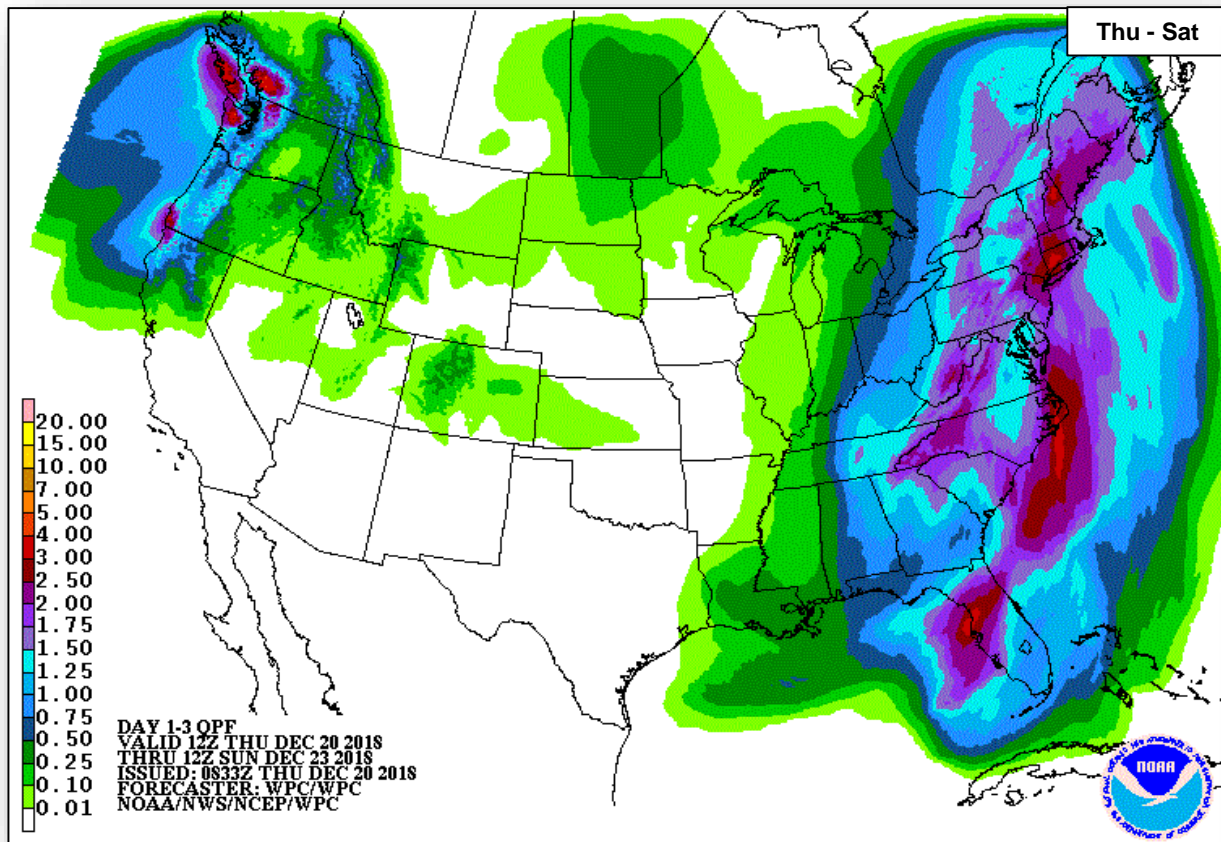 Thu - Sat
20.00
15.00
10.00
7.00
5.00
4.00
3.00
2.50
2.00
1.75
1.50
1.25
1.00
0.75
0.50
0.25
0.10
0.01
DAY 1-3 QPF
VALID 12Z THU DEC 20 2018
THRU 12Z SUN DEC 23 2018
ISSUED: 0833Z THU DEC 20 2018
FORECASTER: WPC/WPC
NOAA/NWS/NCEP/WPC
NOAA